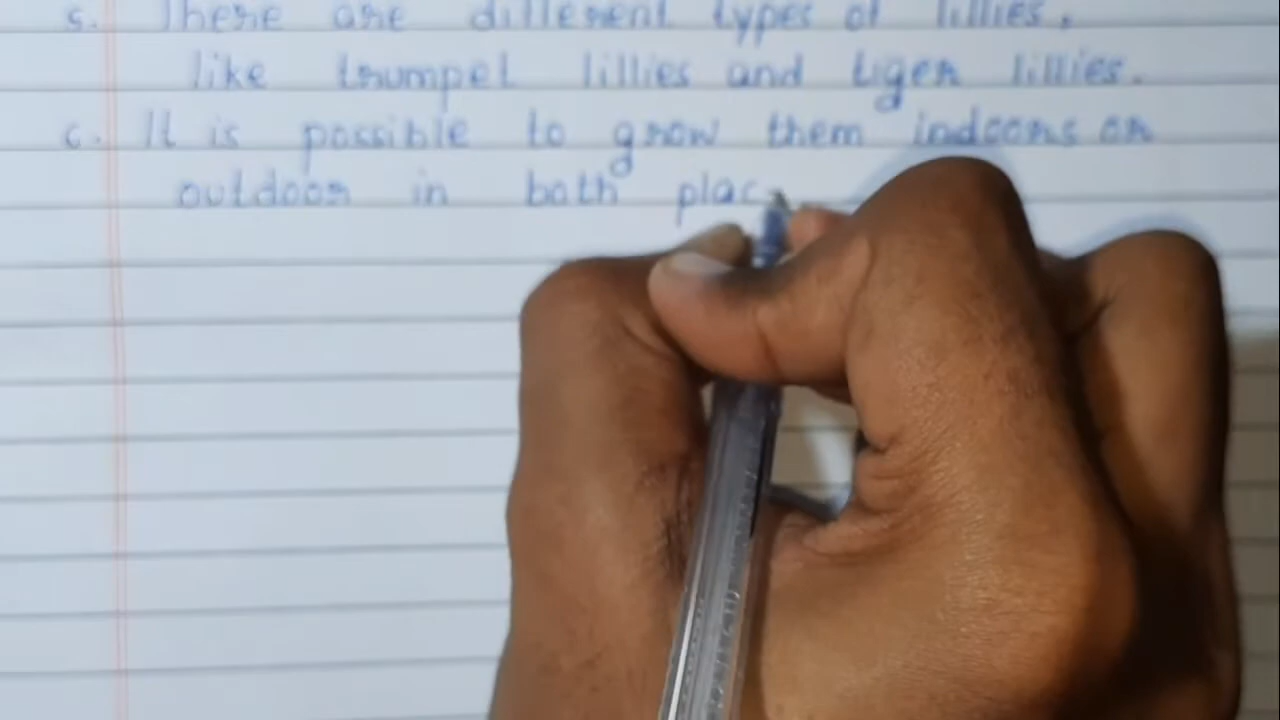 5. There are different types of lillies,
like trumpet lillies and tiger lillies.
6. It is possible to grow them indoors or
outdoor in both plac